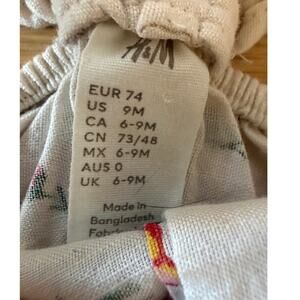 H&M
EUR 74
US 9M
CA 6-9M
CN 73/48
MX 6-9M
AUS 0
UK 6-9M
Made in
Bangladesh